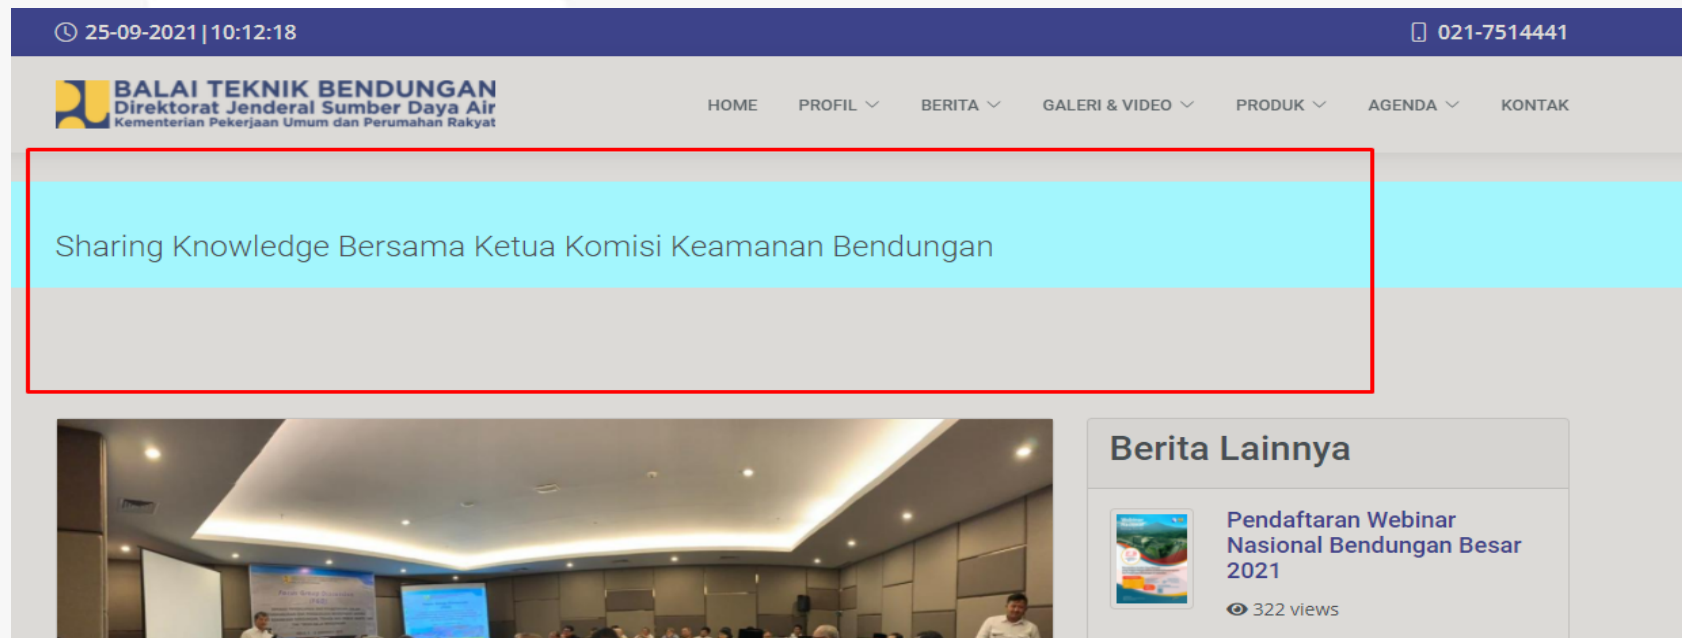 25-09-2021|10:12:18
021-7514441
BALAI TEKNIK BENDUNGAN
Direktorat Jenderal Sumber Daya Air
Kementerian Pekerjaan Umum dan Perumahan Rakyat
HOME PROFIL BERITA GALERI & VIDEO PRODUK AGENDA KONTAK
Sharing Knowledge Bersama Ketua Komisi Keamanan Bendungan
Berita Lainnya
Pendaftaran Webinar
Nasional Bendungan Besar
2021
322 views